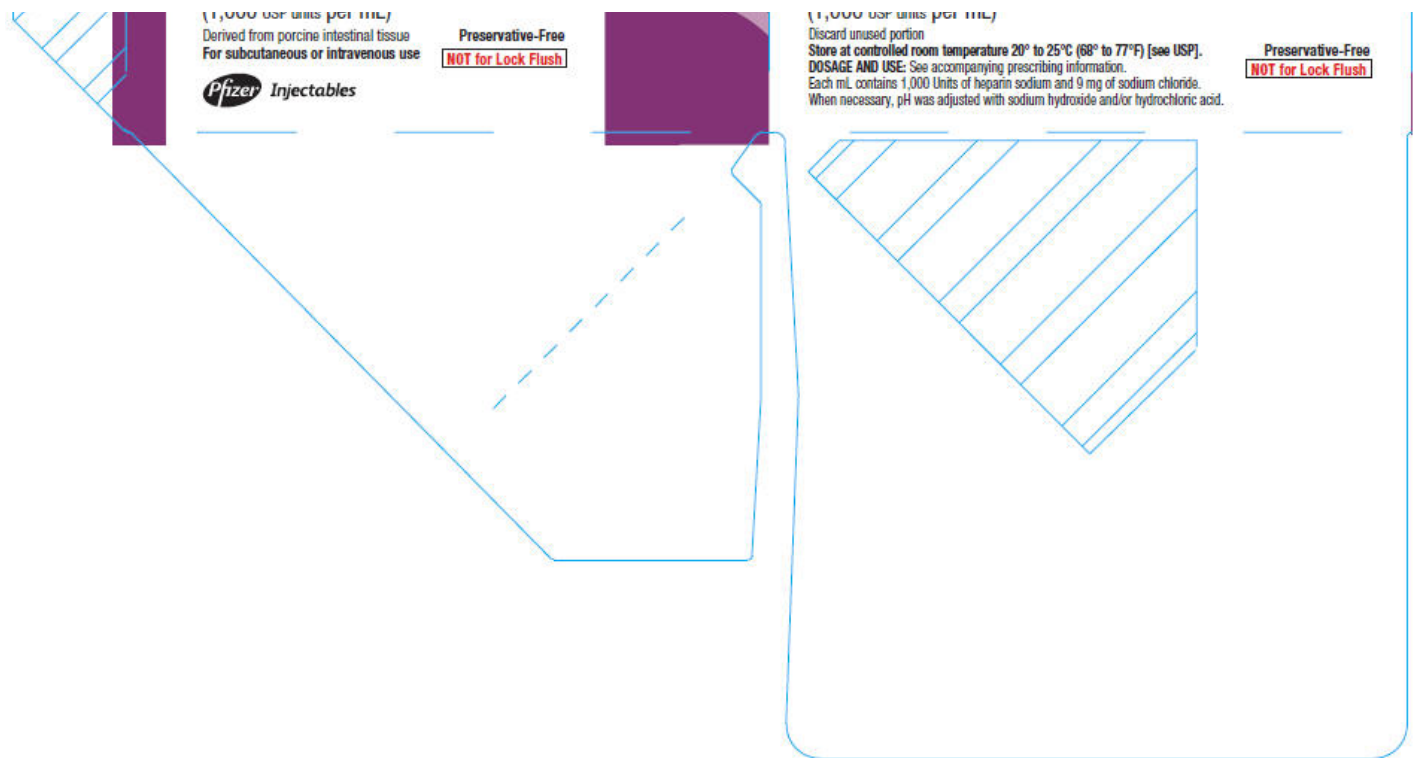 (1,000 USP units per mL)
Derived from porcine intestinal tissue
For subcutaneous or intravenous use
Preservative-Free
NOT for Lock Flush
Pfizer Injectables
(1,000 USP units per mL)
Discard unused portion
Store at controlled room temperature 20° to 25°C (68° to 77°F) [see USP].
DOSAGE AND USE: See accompanying prescribing information.
Each mL contains 1,000 Units of heparin sodium and 9 mg of sodium chloride.
When necessary, pH was adjusted with sodium hydroxide and/or hydrochloric acid.
Preservative-Free
NOT for Lock Flush